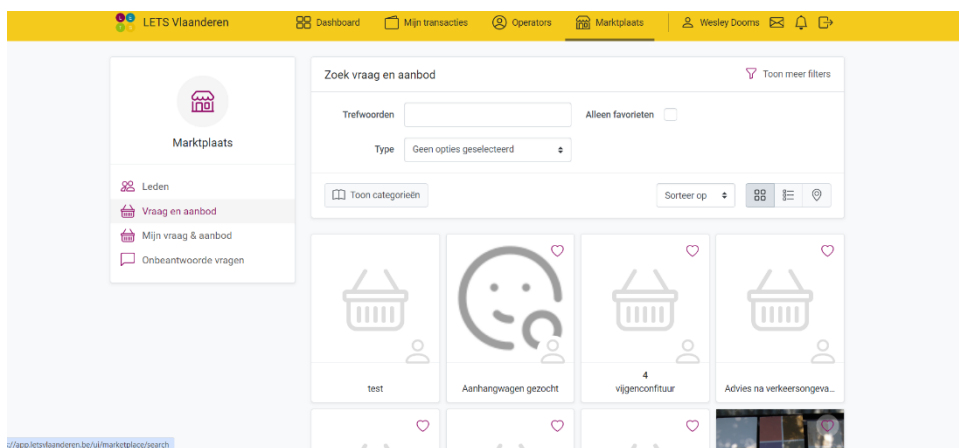 LETS Vlaanderen
Dashboard
Mijn transacties
Operators
Marktplaats
Wesley Dooms
Marktplaats
Leden
Vraag en aanbod
Mijn vraag & aanbod
Onbeantwoorde vragen
Zoek vraag en aanbod
Toon meer filters
Trefwoorden
Alleen favorieten
Type
Geen opties geselecteerd
Toon categorieën
Sorteer op
test
Aanhangwagen gezocht
4
vijgenconfituur
Advies na verkeersongeva...
://app.letsvlaanderen.be/ui/marketplace/search